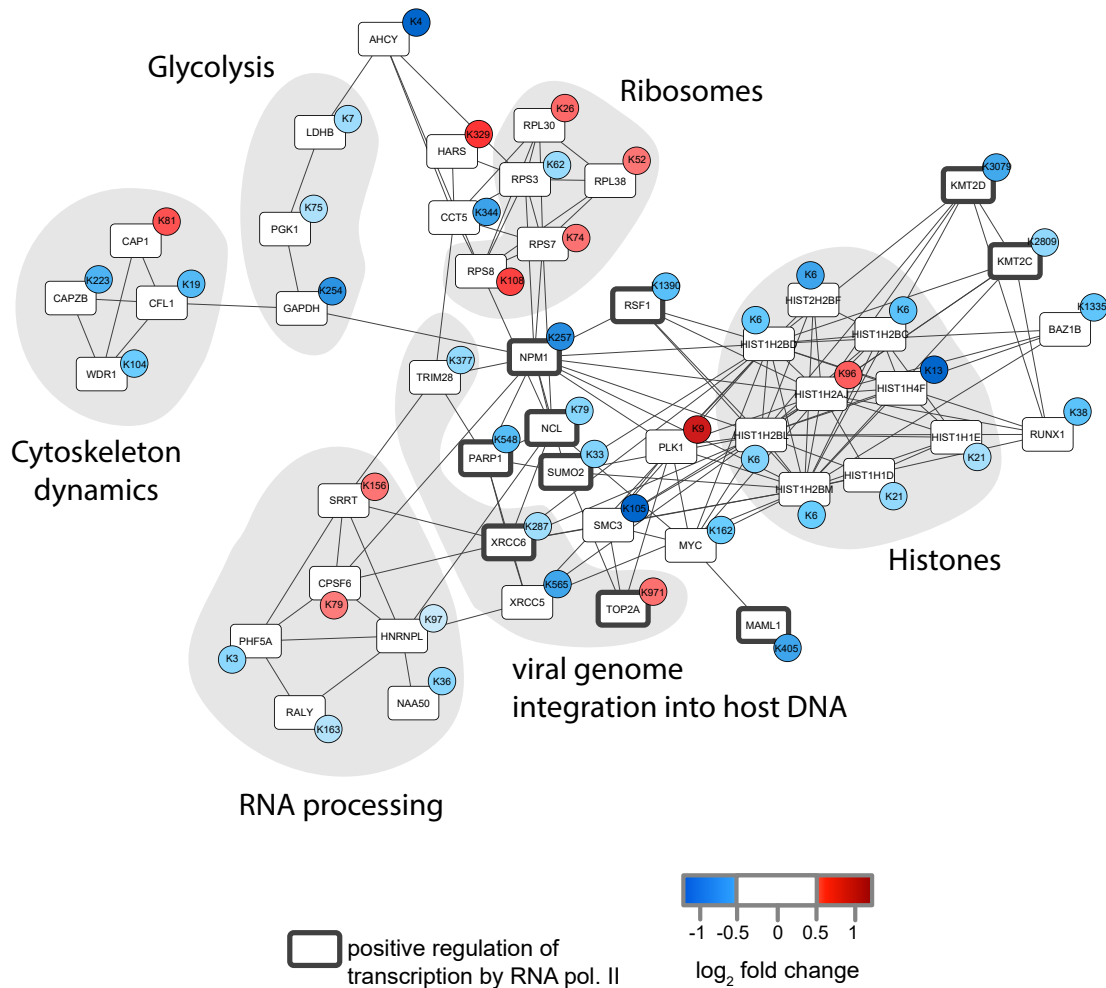 K4
AHCY
Glycolysis
Ribosomes
K7
LDHB
K26
RPL30
K329
HARS
K62
RPS3
K52
RPL38
K3079
KMT2D
K75
PGK1
K344
CCT5
K74
RPS7
K81
CAP1
K2809
KMT2C
K223
CAPZB
K19
CFL1
K254
GAPDH
RPS8
K108
K1390
RSF1
K6
HIST2H2BF
K6
HIST1H2BG
K1335
BAZ1B
K6
HIST1H2BD
K104
WDR1
K377
TRIM28
K257
NPM1
K96
HIST1H2AJ
K13
HIST1H4F
Cytoskeleton
dynamics
K79
NCL
K9
PLK1
HIST1H2BL
K6
HIST1H1E
K21
K38
RUNX1
K548
PARP1
K33
SUMO2
HIST1H1D
K21
HIST1H2BM
K6
K156
SRRT
K287
XRCC6
K105
SMC3
K162
MYC
Histones
CPSF6
K79
K565
XRCC5
K971
TOP2A
MAML1
K405
PHF5A
K3
K97
HNRNPL
K36
NAA50
RALY
K163
viral genome
integration into host DNA
RNA processing
positive regulation of
transcription by RNA pol. II
-1 -0.5 0 0.5 1
log2 fold change